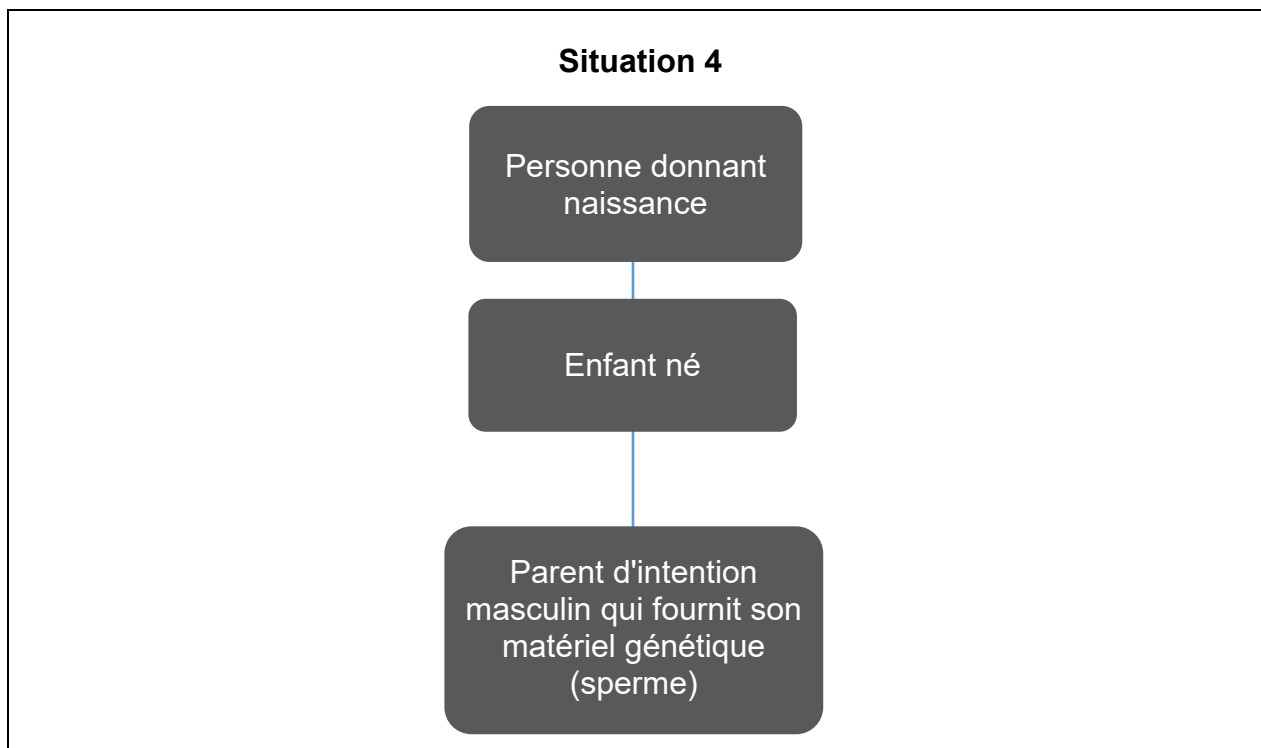 Situation 4
Personne donnant
naissance
Enfant né
Parent d'intention
masculin qui fournit son
matériel génétique
(sperme)